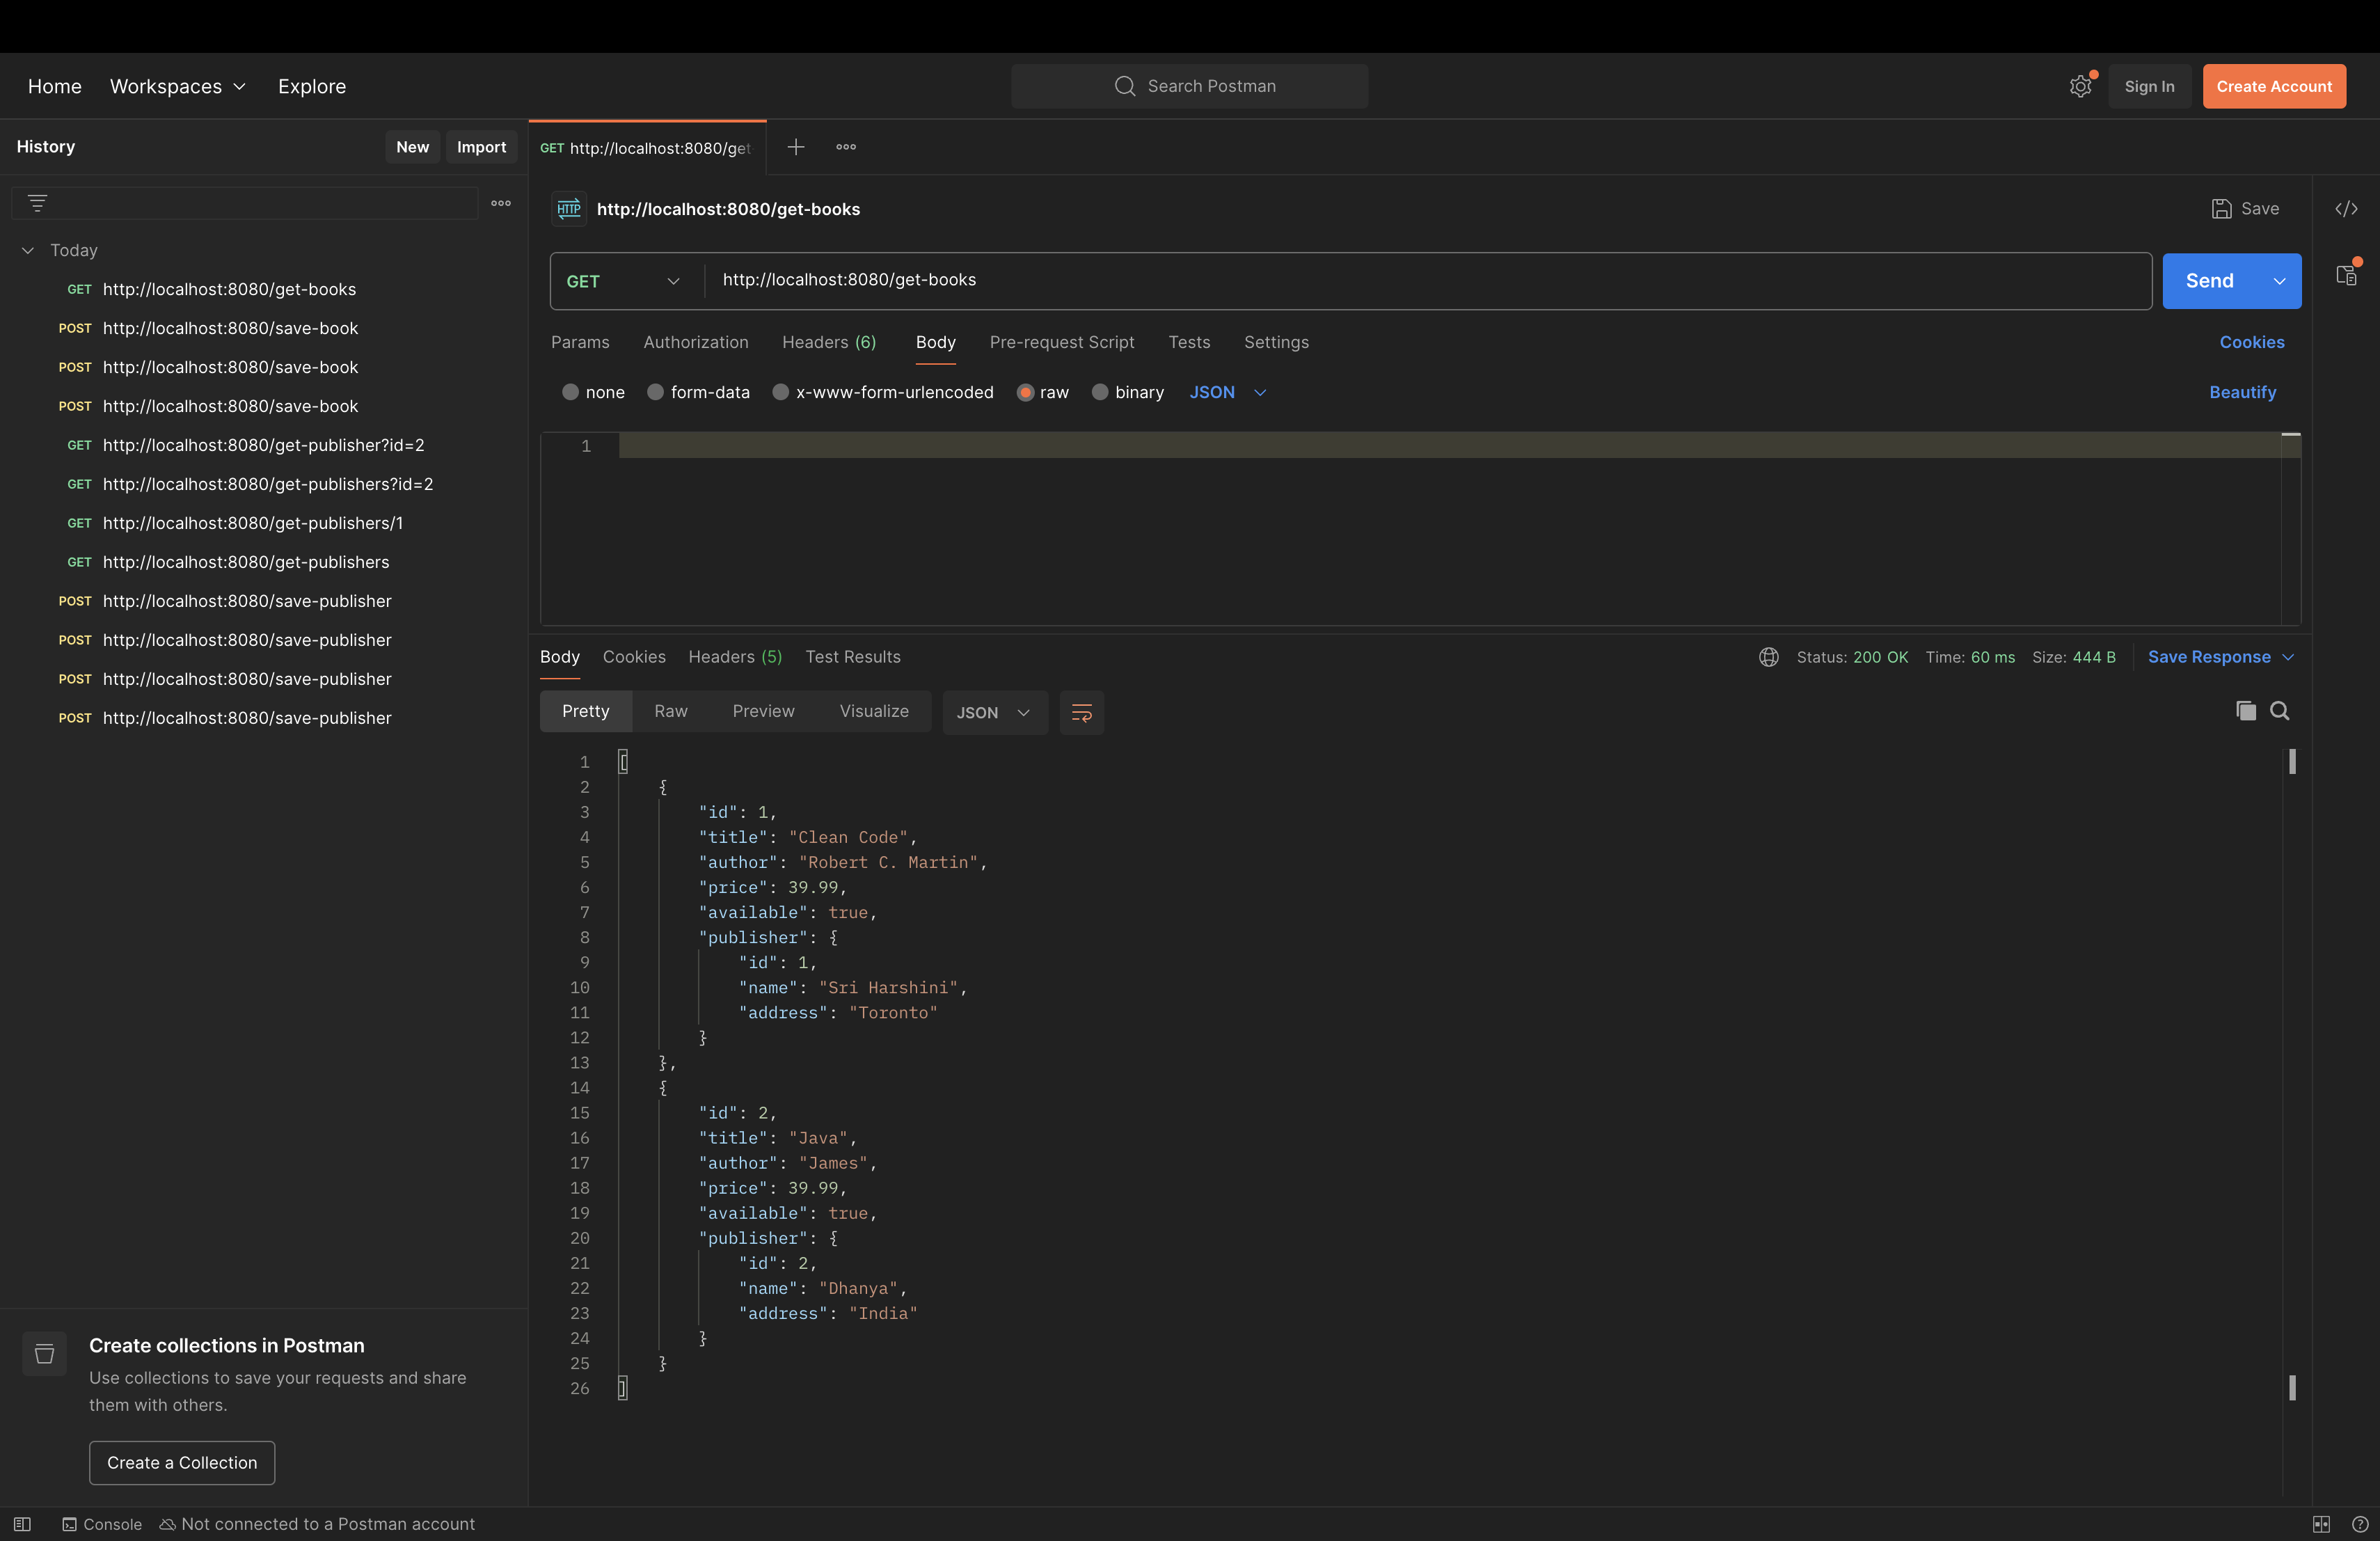 Home Workspaces Explore
Search Postman
Sign In
Create Account
History
New
Import
GET http://localhost:8080/get
Today
GET http://localhost:8080/get-books
POST http://localhost:8080/save-book
POST http://localhost:8080/save-book
POST http://localhost:8080/save-book
GET http://localhost:8080/get-publisher?id=2
GET http://localhost:8080/get-publishers?id=2
GET http://localhost:8080/get-publishers/1
GET http://localhost:8080/get-publishers
POST http://localhost:8080/save-publisher
POST http://localhost:8080/save-publisher
POST http://localhost:8080/save-publisher
POST http://localhost:8080/save-publisher
Create collections in Postman
Use collections to save your requests and share
them with others.
Create a Collection
HTTP http://localhost:8080/get-books
Save
GET http://localhost:8080/get-books
Send
Params Authorization Headers (6) Body Pre-request Script Tests Settings
Cookies
none form-data x-www-form-urlencoded raw binary JSON
Beautify
1
Body Cookies Headers (5) Test Results
Status: 200 OK Time: 60 ms Size: 444 B
Save Response
Pretty Raw Preview Visualize JSON
1 [
2 {
3 "id": 1,
4 "title": "Clean Code",
5 "author": "Robert C. Martin",
6 "price": 39.99,
7 "available": true,
8 "publisher": {
9 "id": 1,
10 "name": "Sri Harshini",
11 "address": "Toronto"
12 }
13 },
14 {
15 "id": 2,
16 "title": "Java",
17 "author": "James",
18 "price": 39.99,
19 "available": true,
20 "publisher": {
21 "id": 2,
22 "name": "Dhanya",
23 "address": "India"
24 }
25 }
26 ]
Console Not connected to a Postman account